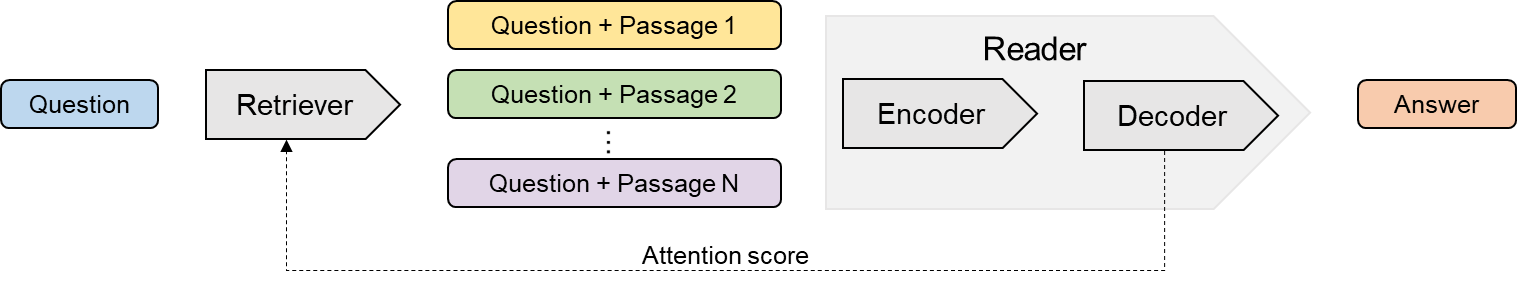 Question
Retriever
Question + Passage 1
Question + Passage 2
⋮
Question + Passage N
Reader
Encoder
Decoder
Answer
Attention score